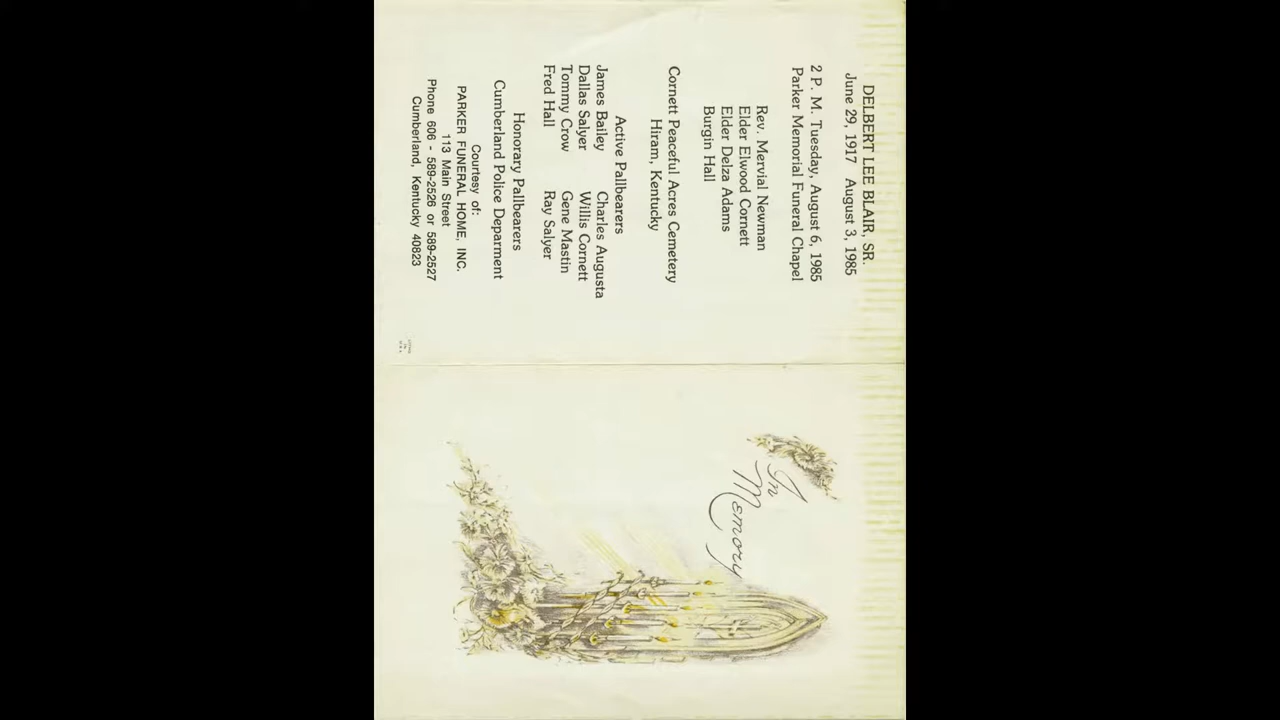 DELBERT LEE BLAIR, SR.
June 29, 1917 August 3, 1985
2 P. M. Tuesday, August 6, 1985
Parker Memorial Funeral Chapel
Rev. Mervial Newman
Elder Elwood Cornett
Elder Delza Adams
Burgin Hall
Cornett Peaceful Acres Cemetery
Hiram, Kentucky
Active Pallbearers
James Bailey Charles Augusta
Dallas Salyer Willis Cornett
Tommy Crow Gene Mastin
Fred Hall Ray Salyer
Honorary Pallbearers
Cumberland Police Deparment
Courtesy of:
PARKER FUNERAL HOME, INC.
113 Main Street
Phone 606 - 589-2526 or 589-2527
Cumberland, Kentucky 40823
In
Memory